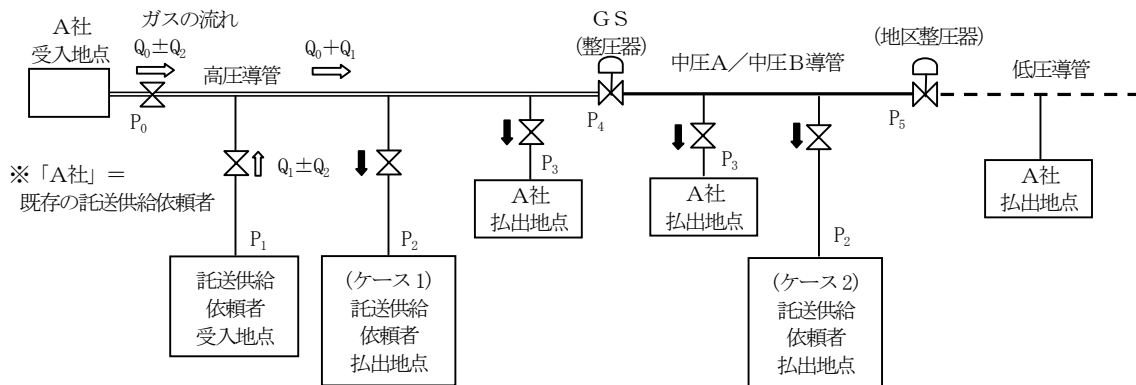 A社
受入地点
ガスの流れ
Q₀±Q₂
Q₀+Q₁
高圧導管
GS
(整圧器)
中圧A/中圧B導管
(地区整圧器)
低圧導管
P₀
P₄
P₅
P₃
P₃
※「A社」=
既存の託送供給依頼者
Q₁±Q₂
A社
払出地点
A社
払出地点
A社
払出地点
P₁
P₂
P₂
託送供給
依頼者
受入地点
(ケース1)
託送供給
依頼者
払出地点
(ケース2)
託送供給
依頼者
払出地点